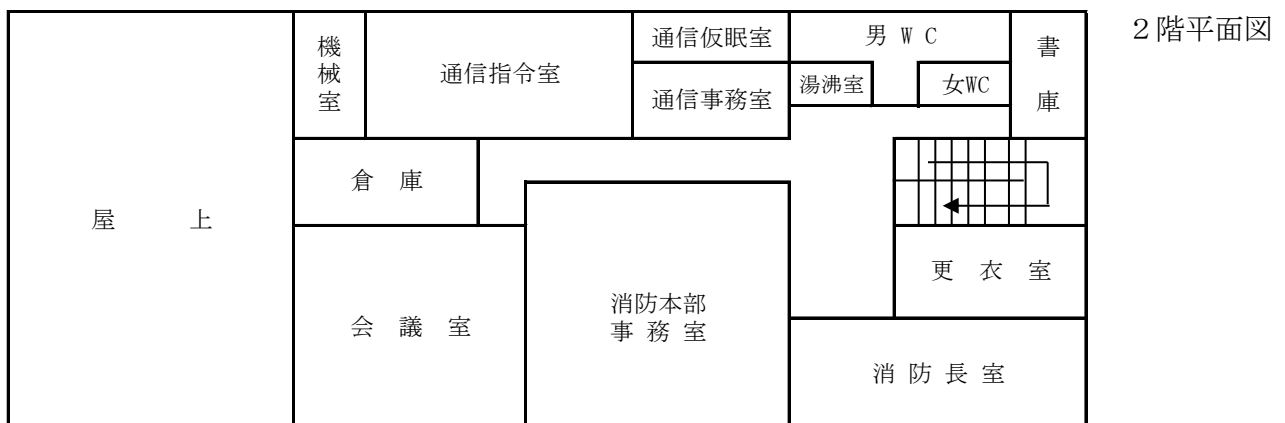 ２階平面図
機械室
通信指令室
通信仮眠室
通信事務室
男 Ｗ Ｃ
湯沸室
女WC
書庫
倉 庫
屋 上
会 議 室
消防本部
事 務 室
更 衣 室
消 防 長 室